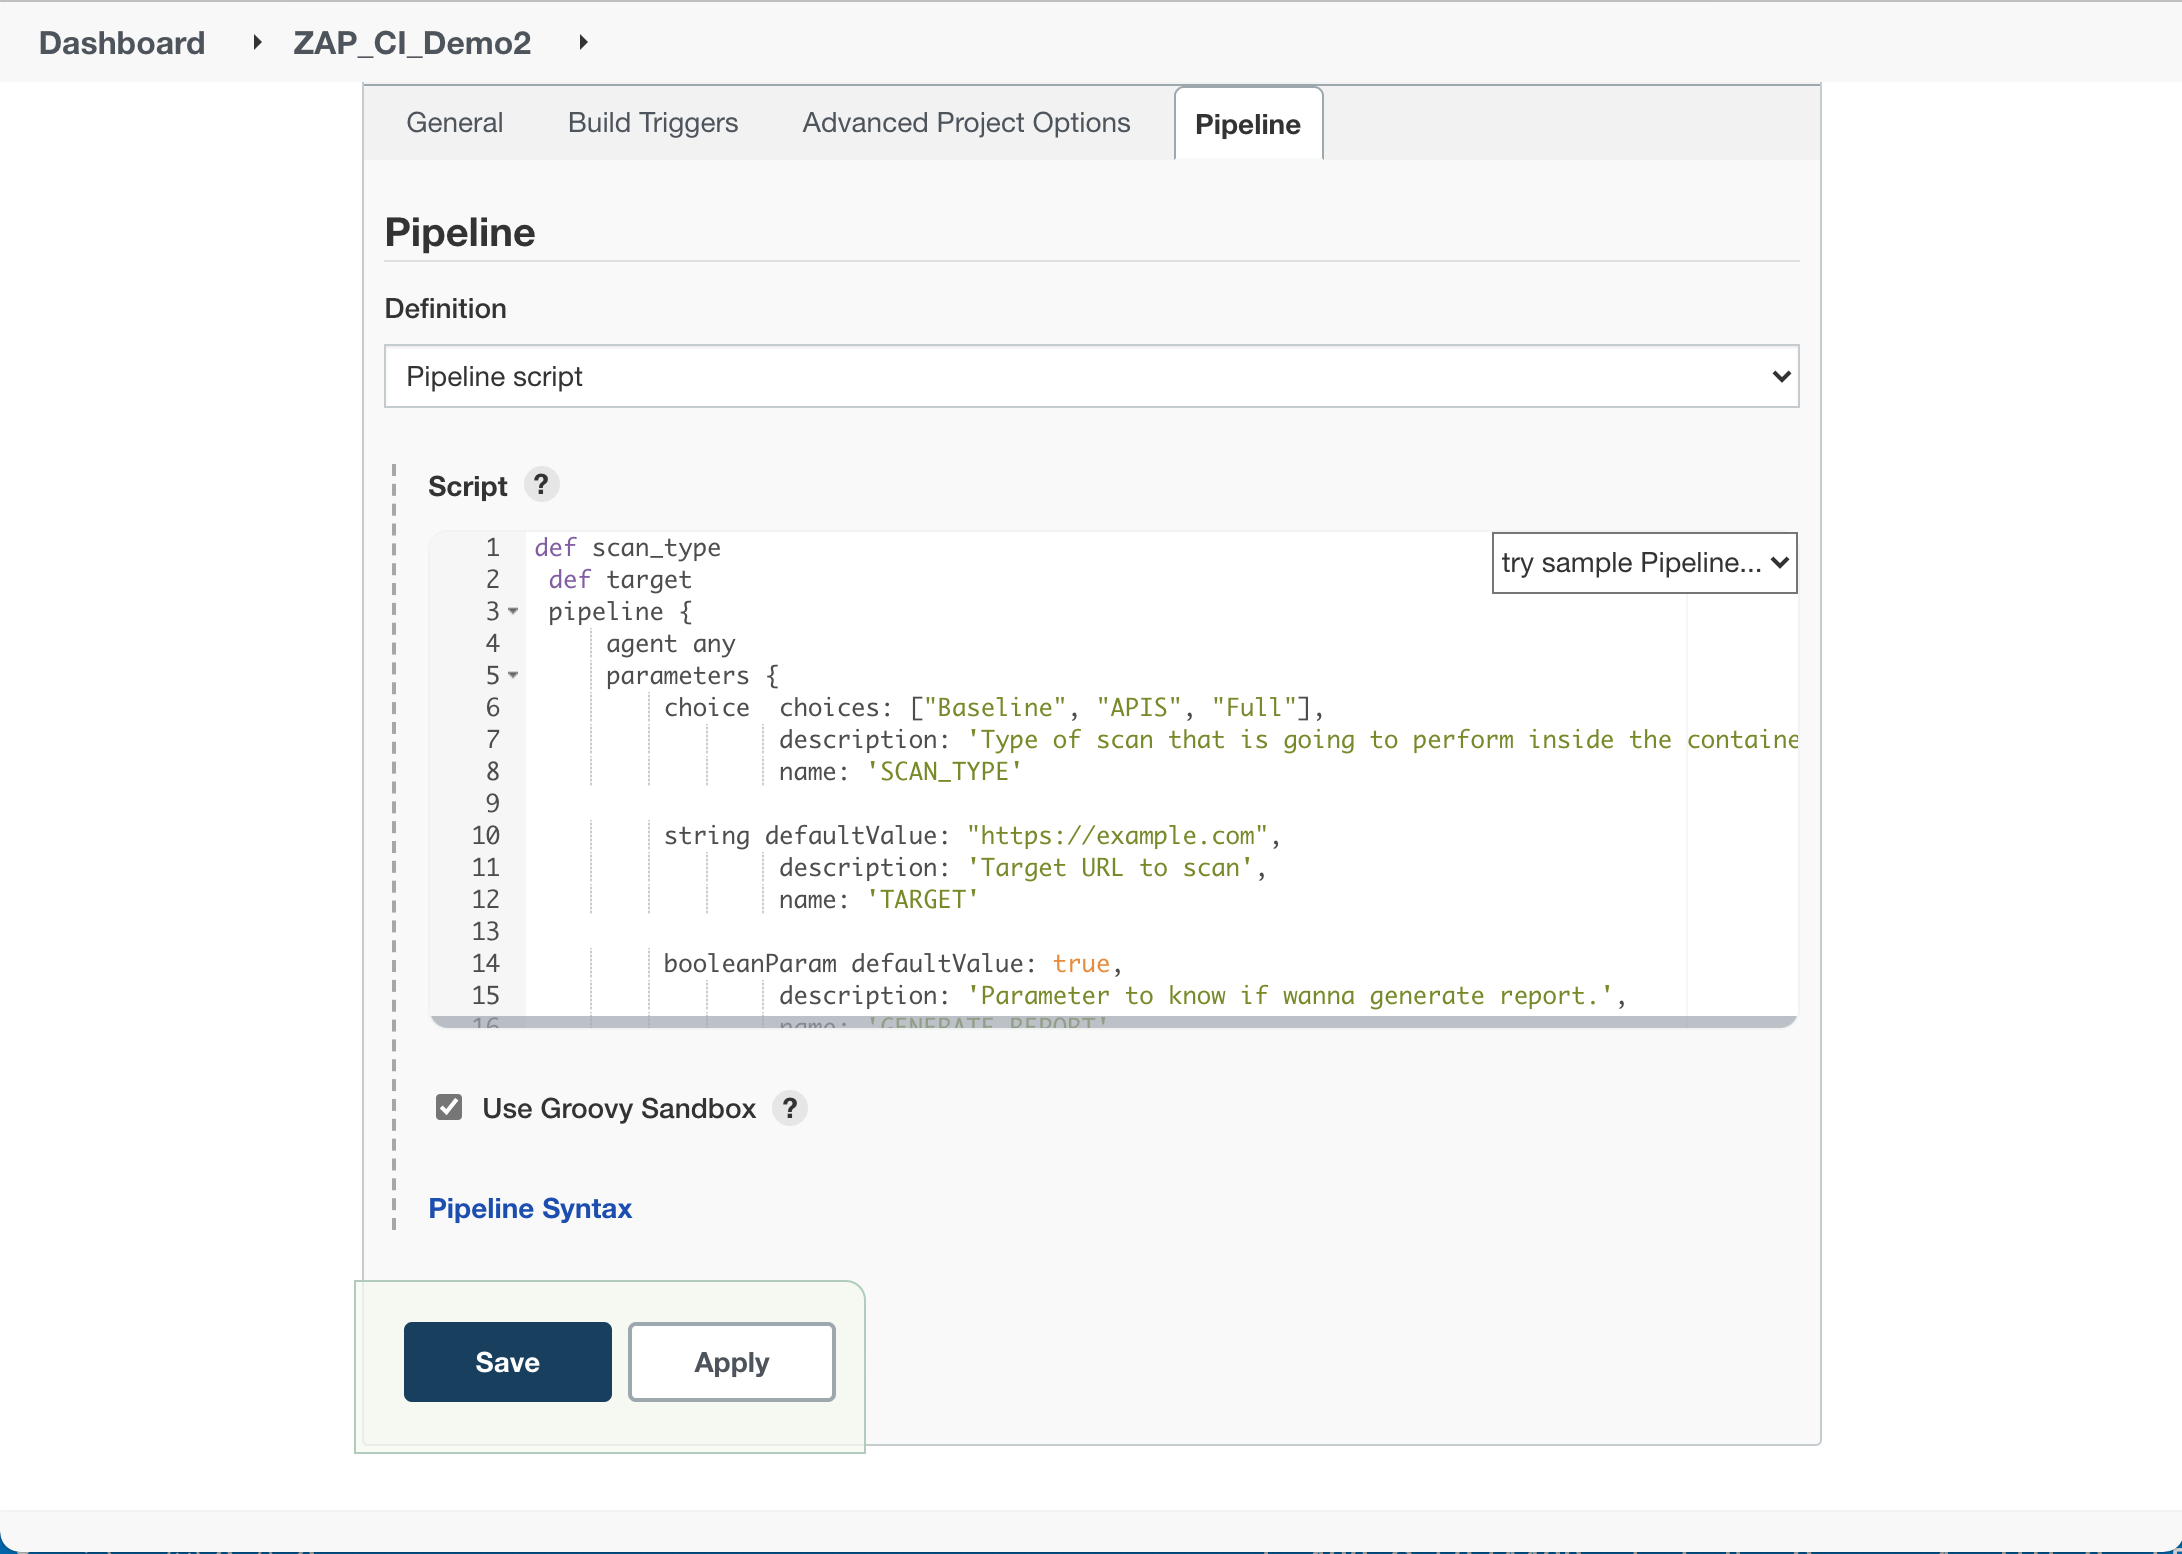 Dashboard ZAP_CI_Demo2
General Build Triggers Advanced Project Options Pipeline
Pipeline
Definition
Pipeline script
Script ?
try sample Pipeline...
1 def scan_type
2 def target
3 pipeline {
4 agent any
5 parameters {
6 choice choices: ["Baseline", "APIS", "Full"],
7 description: 'Type of scan that is going to perform inside the containe
8 name: 'SCAN_TYPE'
9
10 string defaultValue: "https://example.com",
11 description: 'Target URL to scan',
12 name: 'TARGET'
13
14 booleanParam defaultValue: true,
15 description: 'Parameter to know if wanna generate report.',
16 name: 'GENERATE_REPORT'
Use Groovy Sandbox ?
Pipeline Syntax
Save Apply